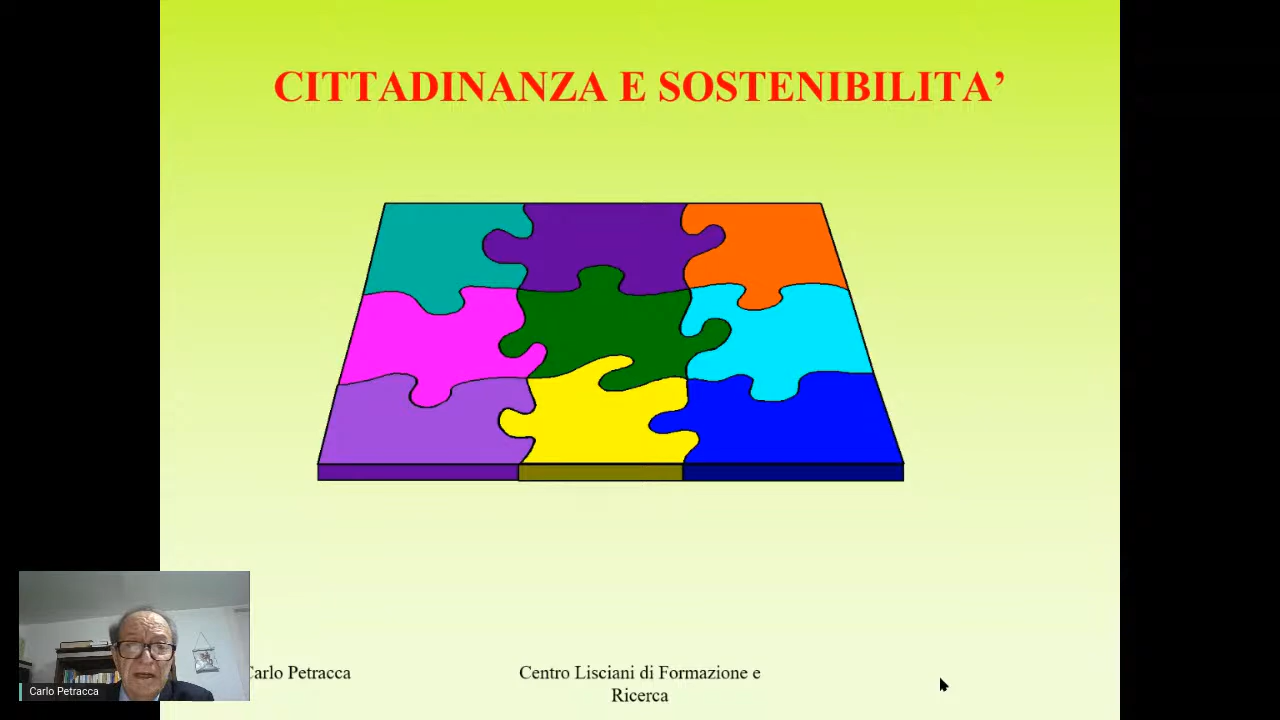 CITTADINANZA E SOSTENIBILITA’
Carlo Petracca
Carlo Petracca
Centro Lisciani di Formazione e
Ricerca